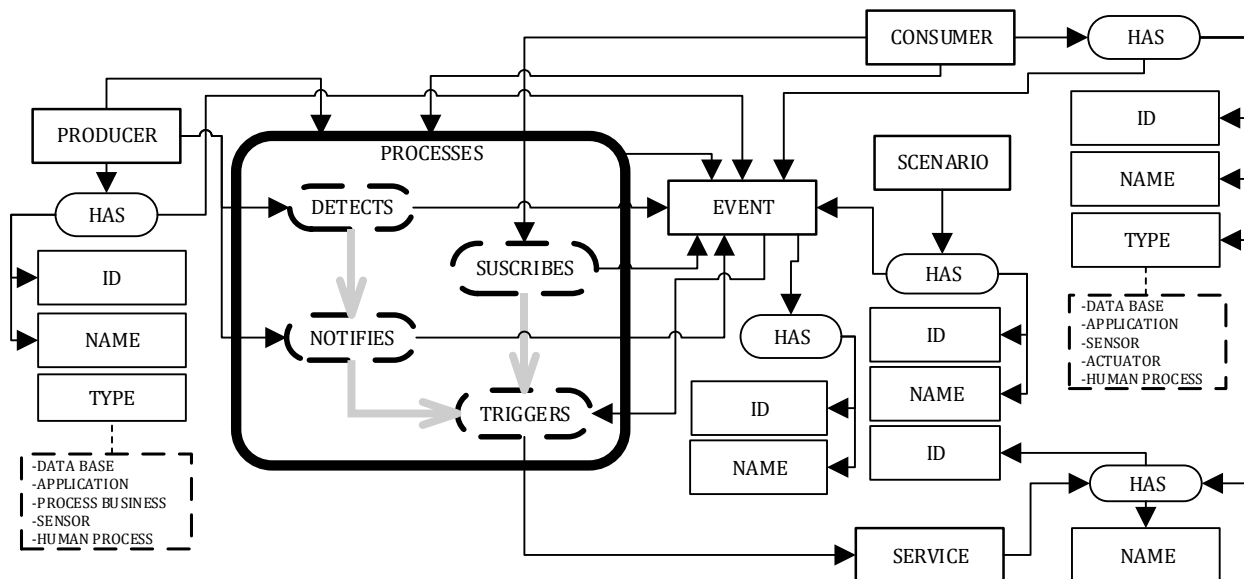 CONSUMER
HAS
PRODUCER
PROCESSES
ID
SCENARIO
NAME
HAS
DETECTS
EVENT
TYPE
SUSCRIBES
HAS
ID
-DATA BASE
-APPLICATION
-SENSOR
-ACTUATOR
-HUMAN PROCESS
NAME
NOTIFIES
HAS
ID
NAME
TYPE
TRIGGERS
ID
NAME
ID
-DATA BASE
-APPLICATION
-PROCESS BUSINESS
-SENSOR
-HUMAN PROCESS
HAS
SERVICE
NAME